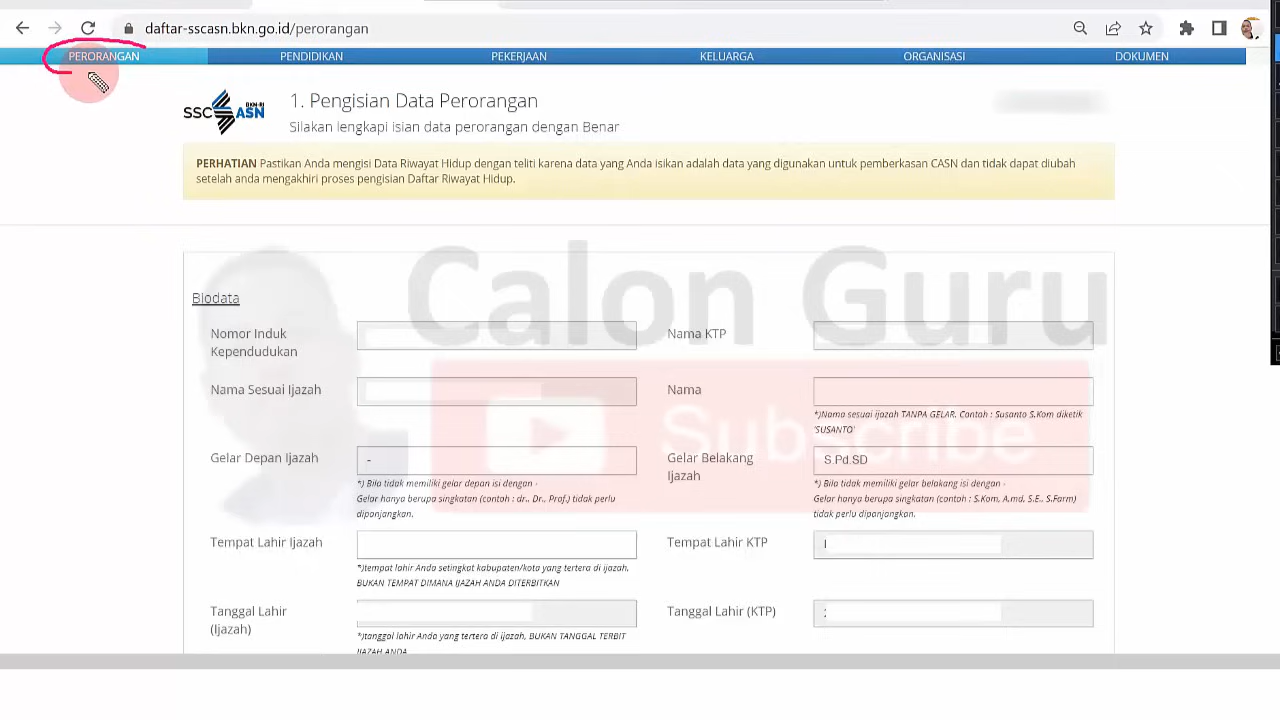 daftar-sscasn.bkn.go.id/perorangan
PERORANGAN PENDIDIKAN PEKERJAAN KELUARGA ORGANISASI DOKUMEN
SSC ASN BKN-RI
1. Pengisian Data Perorangan
Silakan lengkapi isian data perorangan dengan Benar
PERHATIAN Pastikan Anda mengisi Data Riwayat Hidup dengan teliti karena data yang Anda isikan adalah data yang digunakan untuk pemberkasan CASN dan tidak dapat diubah
setelah anda mengakhiri proses pengisian Daftar Riwayat Hidup.
Calon Guru
Subscribe
Biodata
Nomor Induk
Kependudukan
Nama KTP
Nama Sesuai Ijazah
Nama
*)Nama sesuai ijazah TANPA GELAR. Contoh : Susanto S.Kom diketik
'SUSANTO'
Gelar Depan Ijazah
-
*) Bila tidak memiliki gelar depan isi dengan -
Gelar hanya berupa singkatan (contoh : dr., Dr., Prof.) tidak perlu
dipanjangkan.
Gelar Belakang
Ijazah
S.Pd.SD
*) Bila tidak memiliki gelar belakang isi dengan -
Gelar hanya berupa singkatan (contoh : S.Kom, A.md, S.E., S.Farm)
tidak perlu dipanjangkan.
Tempat Lahir Ijazah
*)tempat lahir Anda setingkat kabupaten/kota yang tertera di ijazah,
BUKAN TEMPAT DIMANA IJAZAH ANDA DITERBITKAN
Tempat Lahir KTP
Tanggal Lahir
(Ijazah)
*)tanggal lahir Anda yang tertera di ijazah, BUKAN TANGGAL TERBIT
IJAZAH ANDA
Tanggal Lahir (KTP)